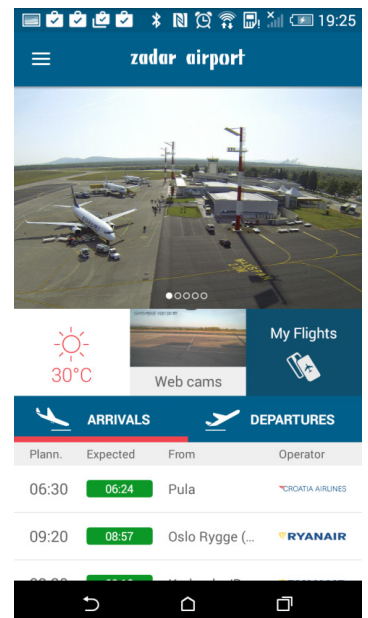 19:25
zadar airport
30°C
Web cams
My Flights
ARRIVALS
DEPARTURES
Plann. Expected From Operator
06:30 06:24 Pula CROATIA AIRLINES
09:20 08:57 Oslo Rygge (... RYANAIR